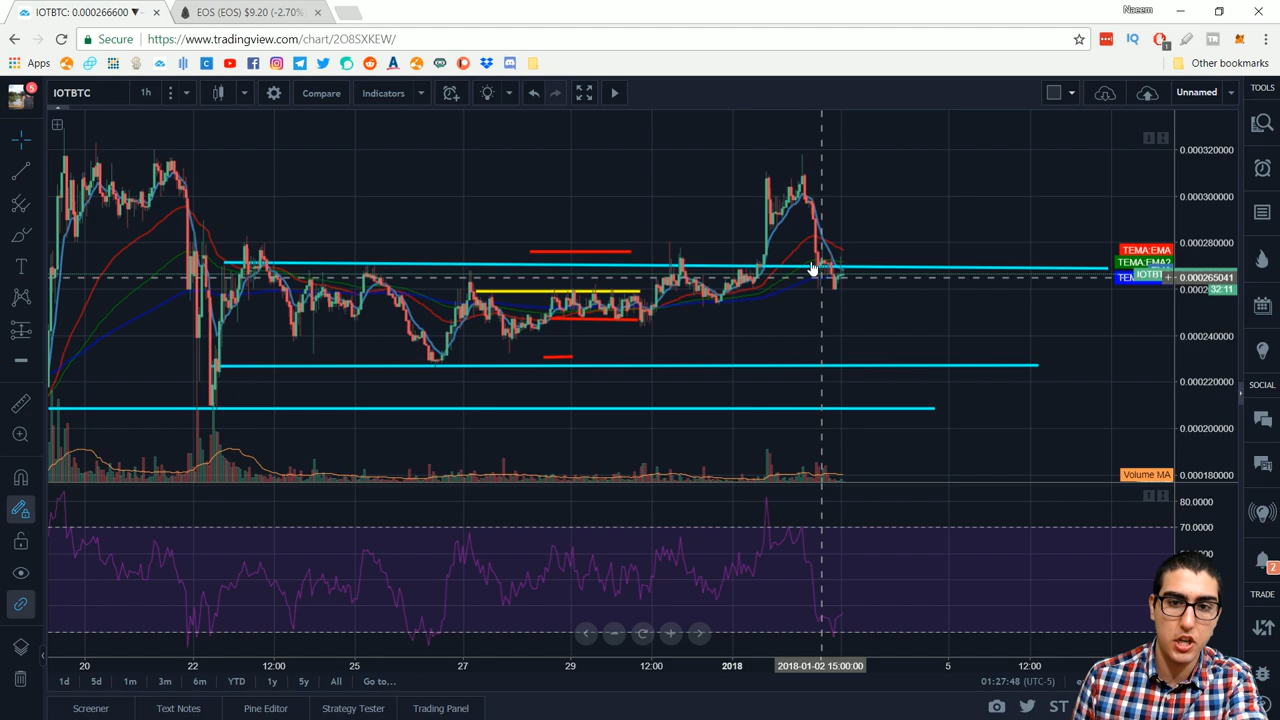 IOTBTC: 0.000266600 ▼
EOS (EOS) $9.20 (-2.70%
Naeem
Secure
https://www.tradingview.com/chart/2O8SXKEW/
Apps
Other bookmarks
IOTBTC
1h
Compare
Indicators
Unnamed
TOOLS
0.000320000
0.000300000
0.000280000
TEMA:EMA
TEMA:EMA2
IOTBT
0.000265041
32:11
0.000240000
0.000220000
0.000200000
Volume MA
0.000180000
80.0000
70.0000
SOCIAL
TRADE
20
22
12:00
25
27
29
12:00
2018
2018-01-02 15:00:00
5
12:00
1d
5d
1m
3m
6m
YTD
1y
5y
All
Go to...
01:27:48 (UTC-5)
Screener
Text Notes
Pine Editor
Strategy Tester
Trading Panel
ST